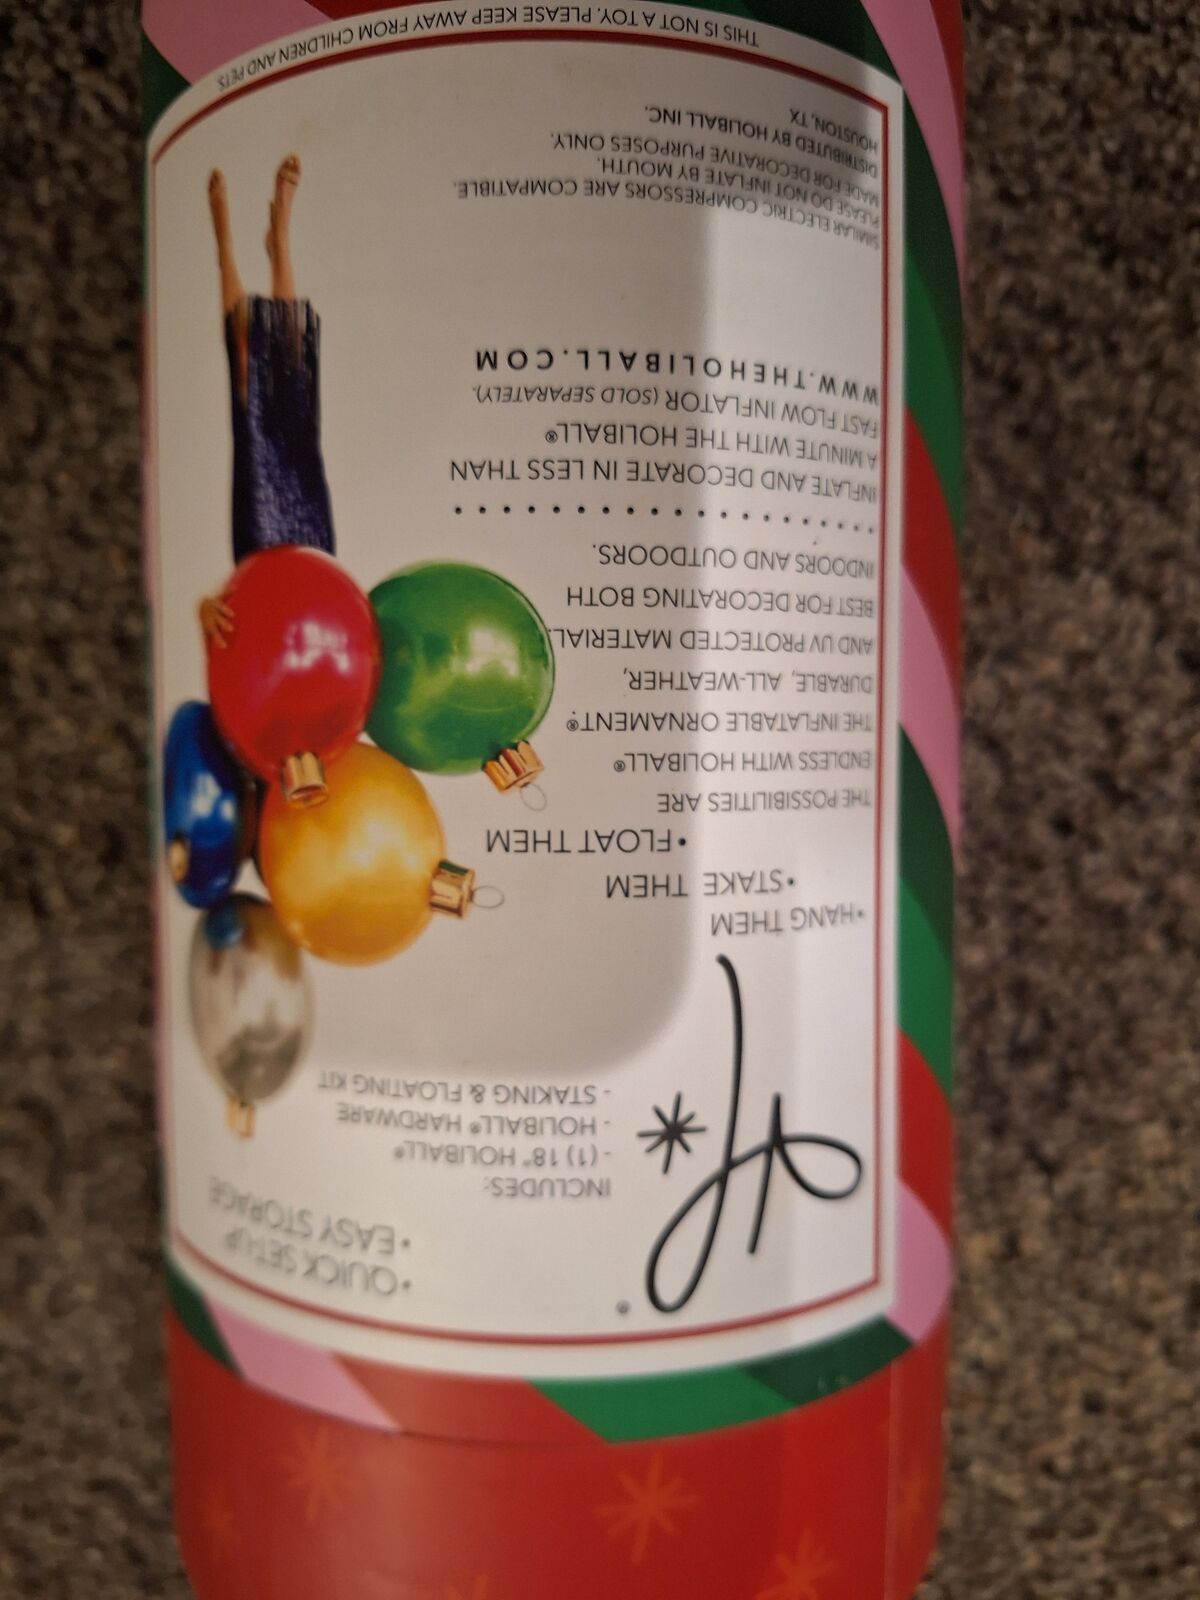 •QUICK SET-UP
•EASY STORAGE
INCLUDES:
- (1) 18" HOLIBALL®
- HOLIBALL® HARDWARE
- STAKING & FLOATING KIT
®
•HANG THEM
•STAKE THEM
•FLOAT THEM
THE POSSIBILITIES ARE
ENDLESS WITH HOLIBALL®
THE INFLATABLE ORNAMENT®
DURABLE, ALL-WEATHER,
AND UV PROTECTED MATERIAL.
BEST FOR DECORATING BOTH
INDOORS AND OUTDOORS.
INFLATE AND DECORATE IN LESS THAN
A MINUTE WITH THE HOLIBALL®
FAST FLOW INFLATOR (SOLD SEPARATELY).
WWW.THEHOLIBALL.COM
SIMILAR ELECTRIC COMPRESSORS ARE COMPATIBLE.
PLEASE DO NOT INFLATE BY MOUTH.
MADE FOR DECORATIVE PURPOSES ONLY.
DISTRIBUTED BY HOLIBALL INC.
HOUSTON, TX
THIS IS NOT A TOY. PLEASE KEEP AWAY FROM CHILDREN AND PETS.